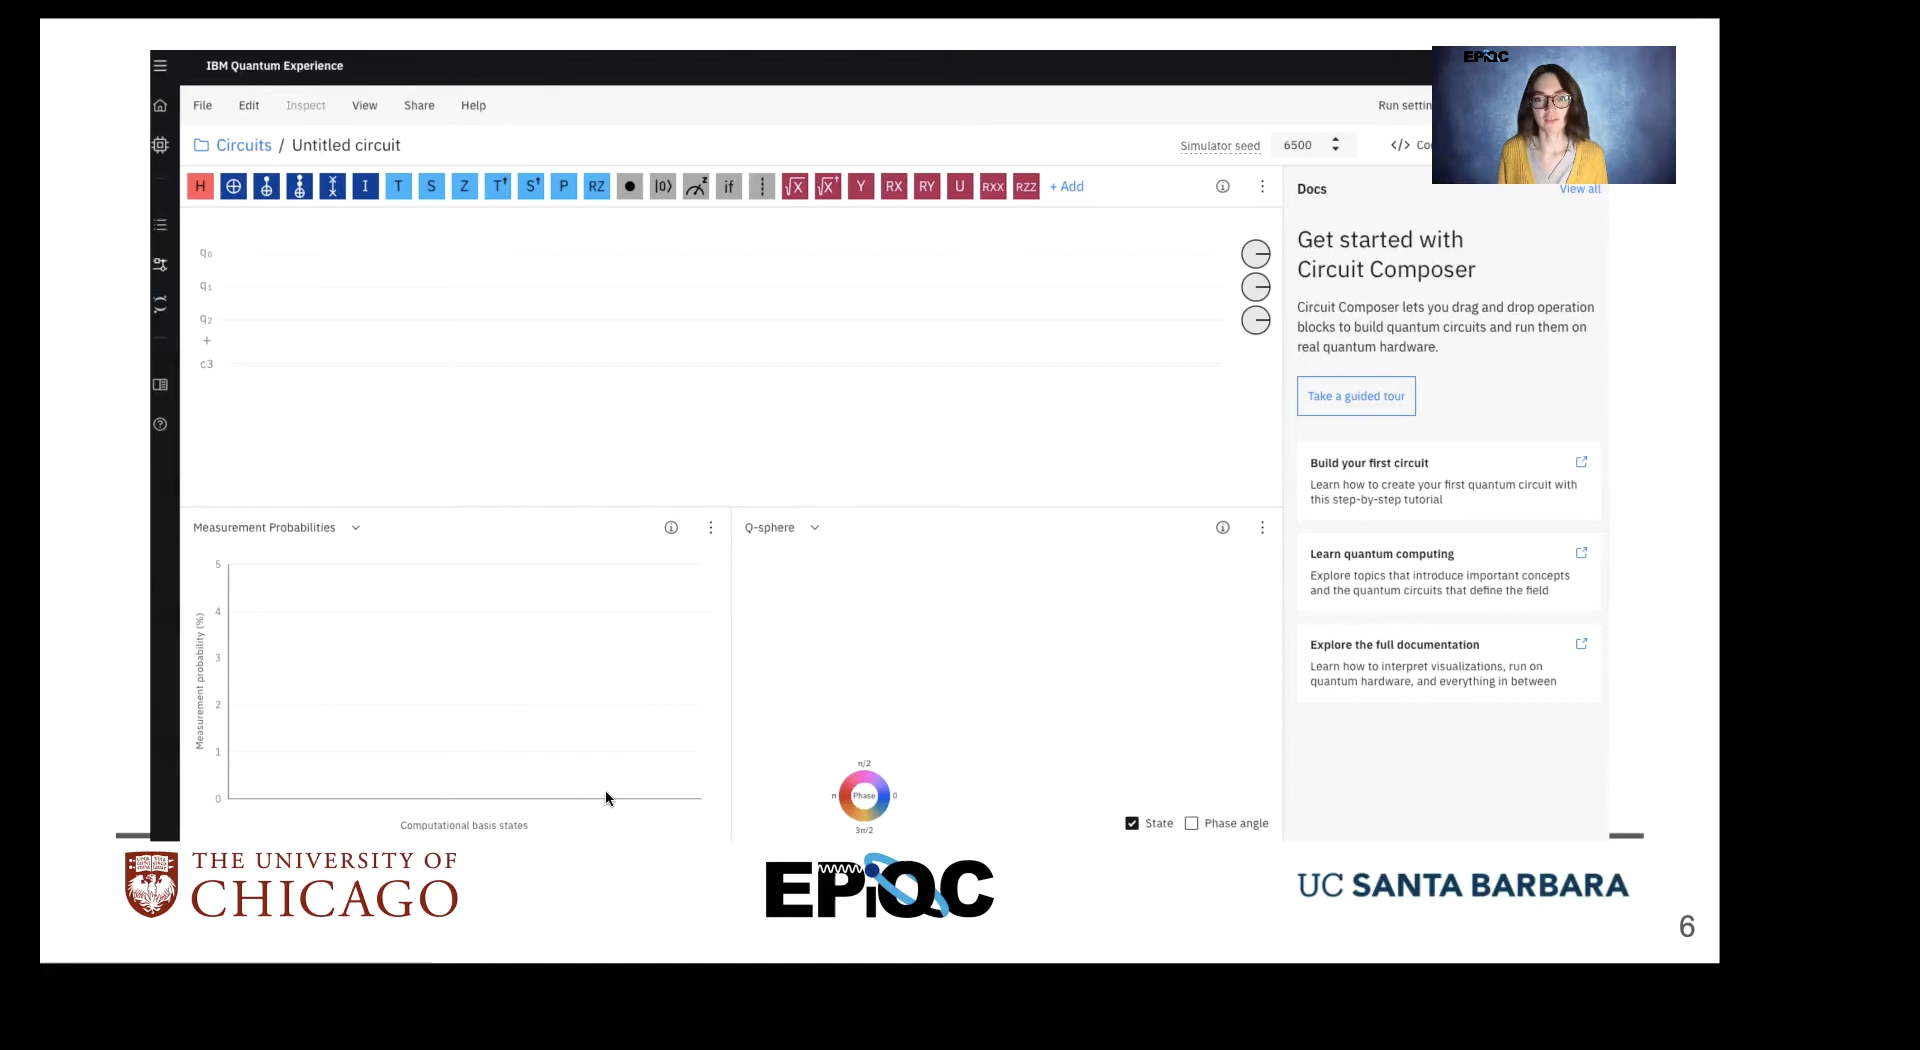 EPiQC
IBM Quantum Experience
File Edit Inspect View Share Help
Circuits / Untitled circuit
Simulator seed 6500
H T S Z T† S† P RZ |0⟩ z if √X √X† Y RX RY U RXX RZZ + Add
q0
q1
q2
+
c3
Docs View all
Get started with
Circuit Composer
Circuit Composer lets you drag and drop operation
blocks to build quantum circuits and run them on
real quantum hardware.
Take a guided tour
Build your first circuit
Learn how to create your first quantum circuit with
this step-by-step tutorial
Learn quantum computing
Explore topics that introduce important concepts
and the quantum circuits that define the field
Explore the full documentation
Learn how to interpret visualizations, run on
quantum hardware, and everything in between
Measurement Probabilities
Measurement probability (%)
5
4
3
2
1
0
Computational basis states
Q-sphere
π/2
π Phase 0
3π/2
State Phase angle
THE UNIVERSITY OF
CHICAGO
EPiQC
UC SANTA BARBARA
6